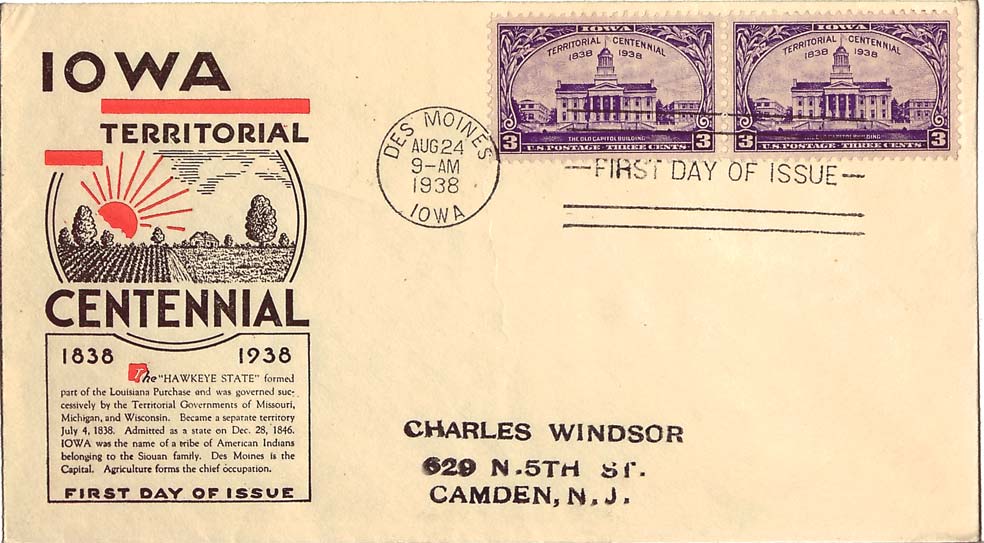 IOWA
TERRITORIAL
CENTENNIAL
1838 1938
The "HAWKEYE STATE" formed
part of the Louisiana Purchase and was governed suc-
cessively by the Territorial Governments of Missouri,
Michigan, and Wisconsin. Became a separate territory
July 4, 1838. Admitted as a state on Dec. 28, 1846.
IOWA was the name of a tribe of American Indians
belonging to the Siouan family. Des Moines is the
Capital. Agriculture forms the chief occupation.
FIRST DAY OF ISSUE
DES MOINES
AUG 24
9-AM
1938
IOWA
IOWA
TERRITORIAL CENTENNIAL
1838 1938
THE OLD CAPITOL BUILDING
3 3
U.S. POSTAGE · THREE CENTS
IOWA
TERRITORIAL CENTENNIAL
1838 1938
THE OLD CAPITOL BUILDING
3 3
U.S. POSTAGE · THREE CENTS
—FIRST DAY OF ISSUE—
CHARLES WINDSOR
629 N. 5TH ST.
CAMDEN, N. J.